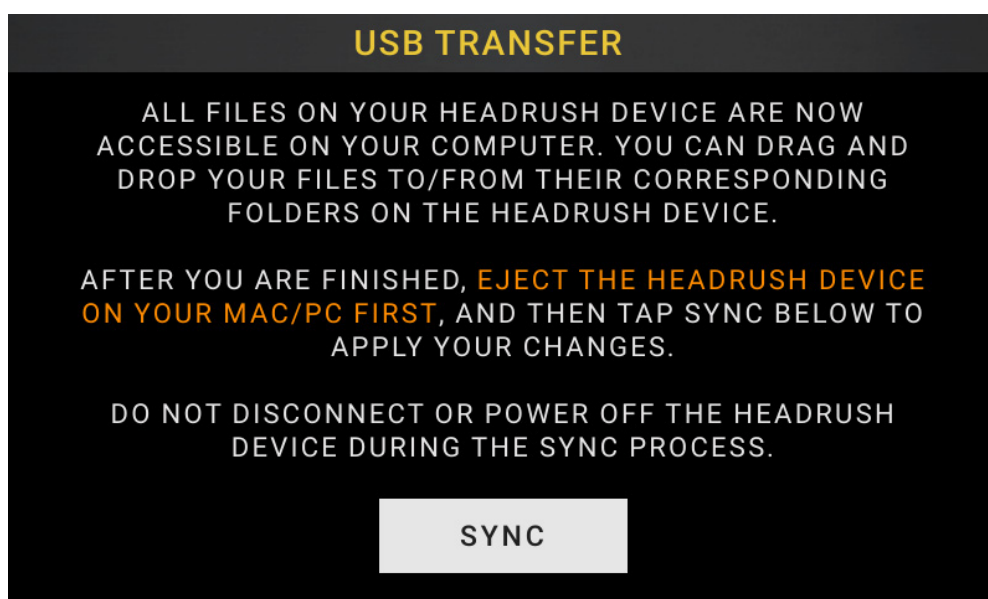 USB TRANSFER
ALL FILES ON YOUR HEADRUSH DEVICE ARE NOW
ACCESSIBLE ON YOUR COMPUTER. YOU CAN DRAG AND
DROP YOUR FILES TO/FROM THEIR CORRESPONDING
FOLDERS ON THE HEADRUSH DEVICE.
AFTER YOU ARE FINISHED, EJECT THE HEADRUSH DEVICE
ON YOUR MAC/PC FIRST, AND THEN TAP SYNC BELOW TO
APPLY YOUR CHANGES.
DO NOT DISCONNECT OR POWER OFF THE HEADRUSH
DEVICE DURING THE SYNC PROCESS.
SYNC